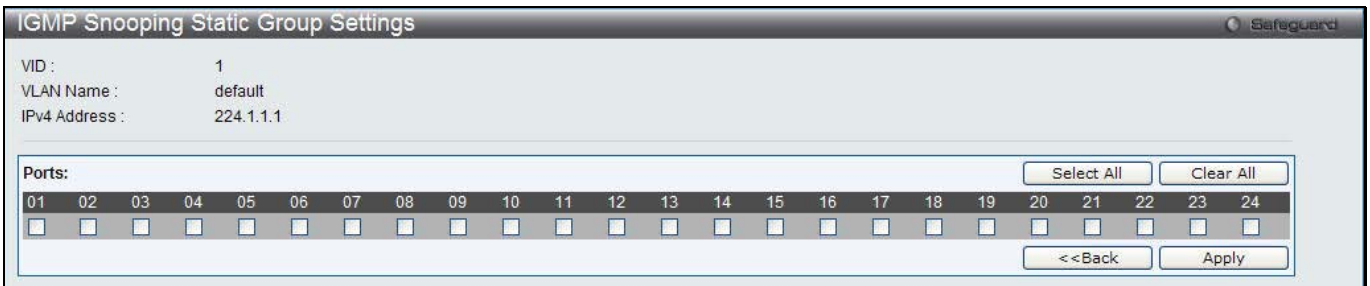 IGMP Snooping Static Group Settings
Safeguard
VID : 1
VLAN Name : default
IPv4 Address : 224.1.1.1
Ports: Select All Clear All
01 02 03 04 05 06 07 08 09 10 11 12 13 14 15 16 17 18 19 20 21 22 23 24
<<Back Apply